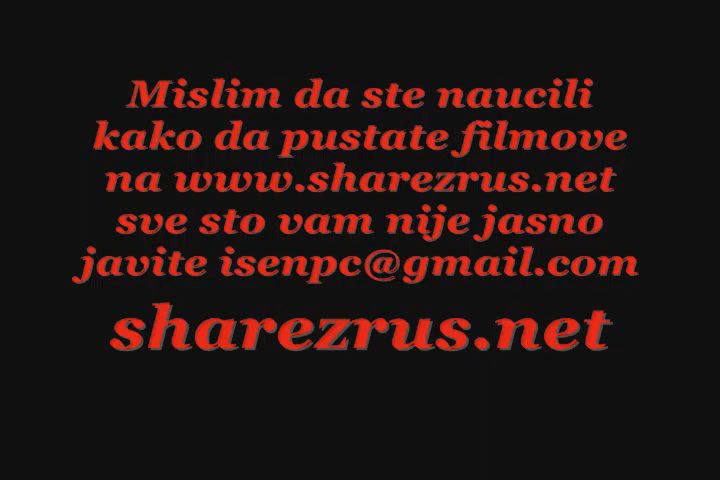 Mislim da ste naucili
kako da pustate filmove
na www.sharezrus.net
sve sto vam nije jasno
javite isenpc@gmail.com
sharezrus.net